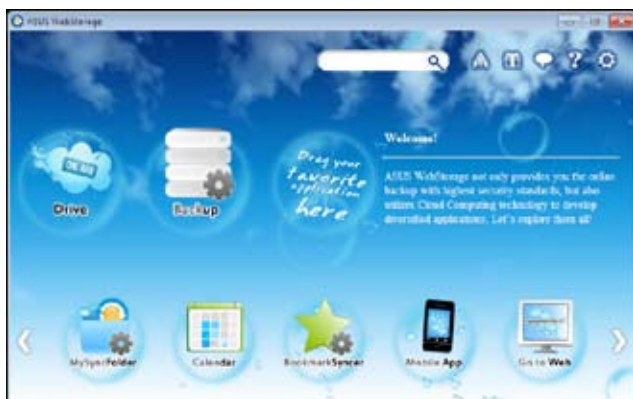 ASUS WebStorage
Welcome!
ON AIR
Drive
Backup
Drag your
favorite
application
here
ASUS WebStorage not only provides you the online
backup with highest security standards, but also
utilizes Cloud Computing technology to develop
diversified applications. Let's explore them all!
MySyncFolder
Calendar
BookmarkSyncer
Mobile App
Go to Web